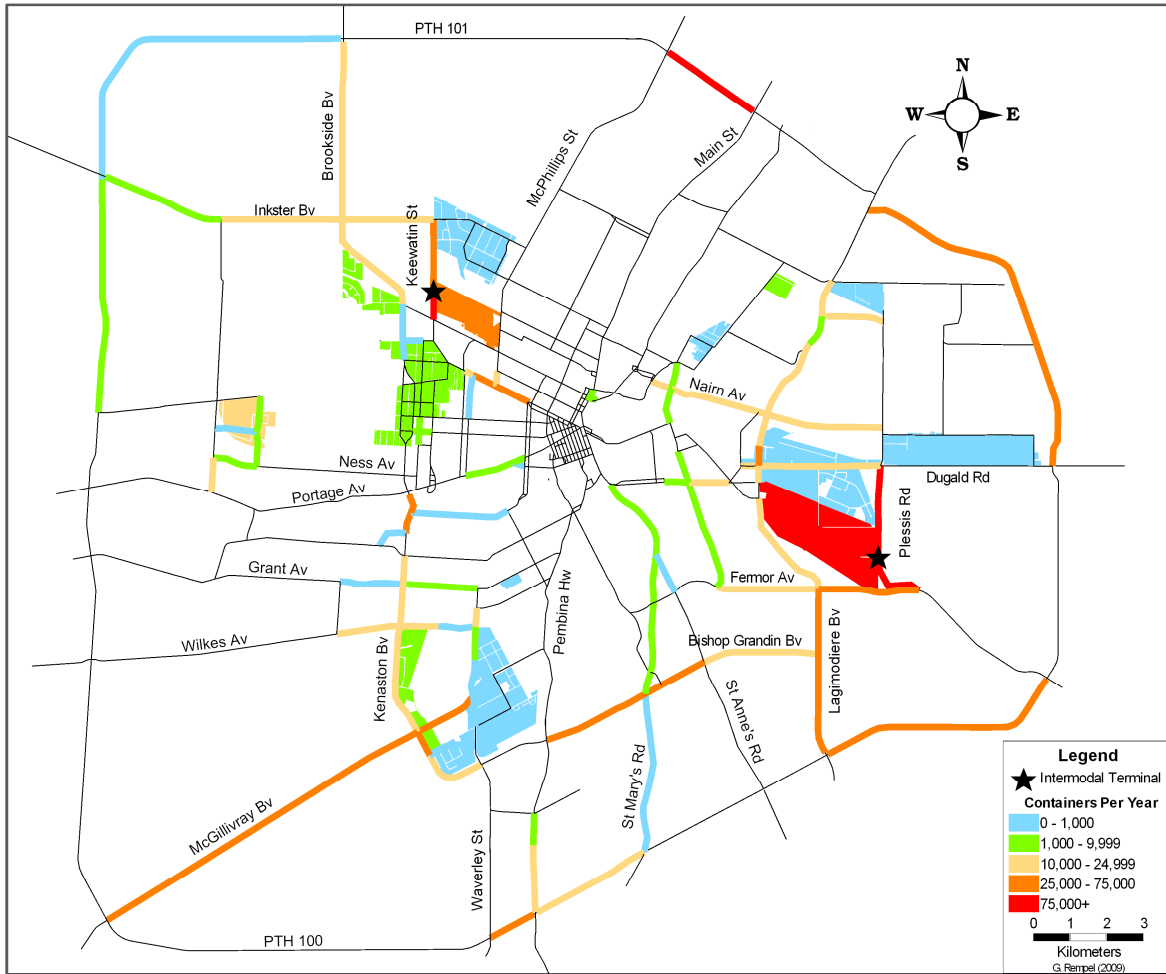 PTH 101
N
W
E
S
Brookside Bv
McPhillips St
Main St
Inkster Bv
Keewatin St
Nairn Av
Ness Av
Portage Av
Dugald Rd
Plessis Rd
Grant Av
Pembina Hw
Fermor Av
Wilkes Av
Kenaston Bv
Bishop Grandin Bv
Lagimodiere Bv
St Anne's Rd
St Mary's Rd
McGillivray Bv
Waverley St
PTH 100
Legend
Intermodal Terminal
Containers Per Year
0 - 1,000
1,000 - 9,999
10,000 - 24,999
25,000 - 75,000
75,000+
0 1 2 3
Kilometers
G. Rempel (2009)